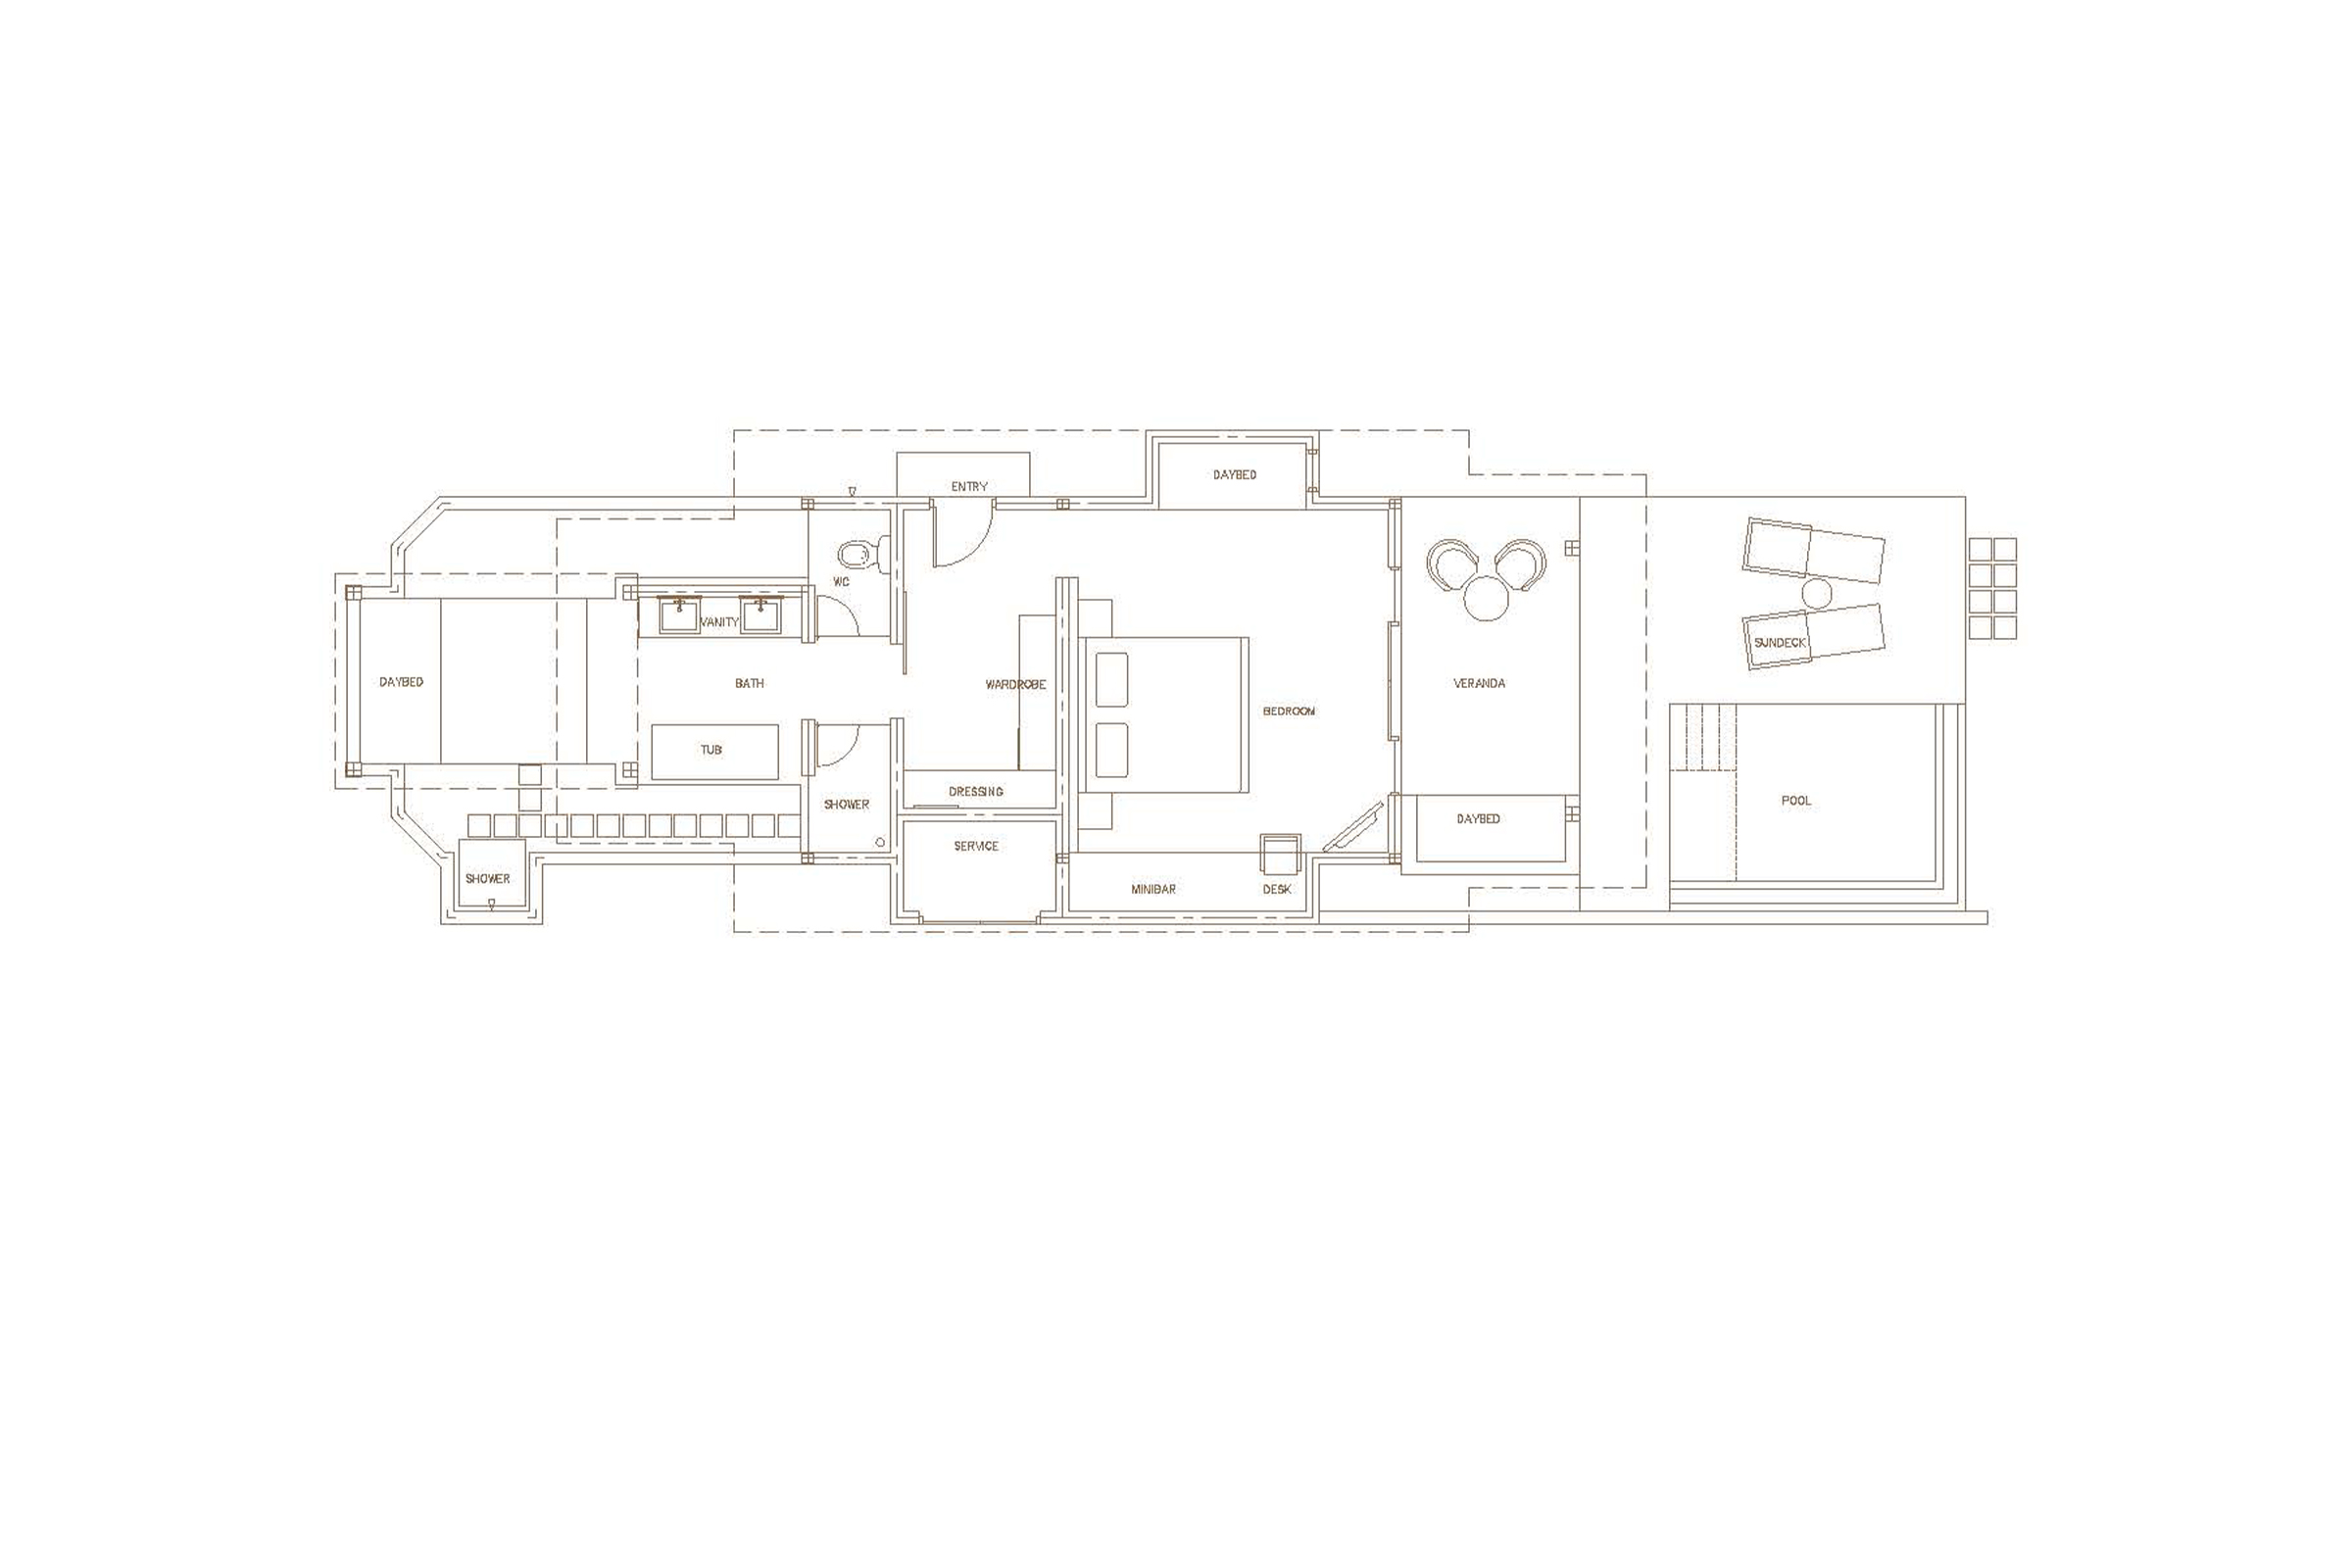 DAYBED
ENTRY
WC
VANITY
SUNDECK
DAYBED
BATH
WARDROBE
VERANDA
BEDROOM
TUB
DRESSING
POOL
SHOWER
DAYBED
SERVICE
SHOWER
MINIBAR
DESK